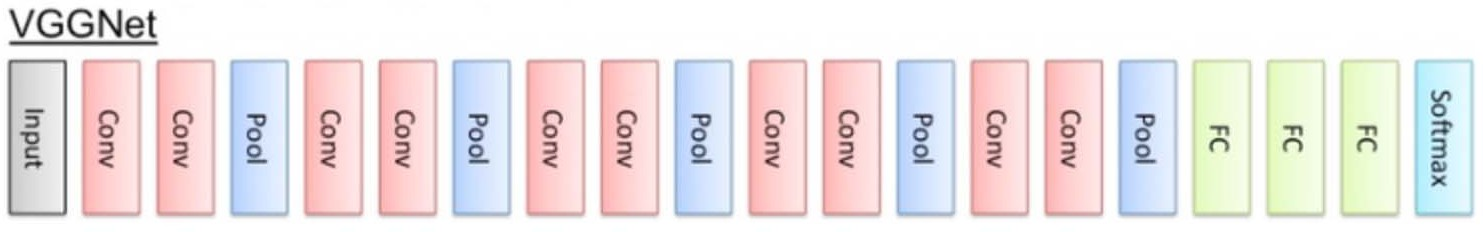 VGGNet
Input
Conv
Conv
Pool
Conv
Conv
Pool
Conv
Conv
Pool
Conv
Conv
Pool
Conv
Conv
Pool
FC
FC
FC
Softmax